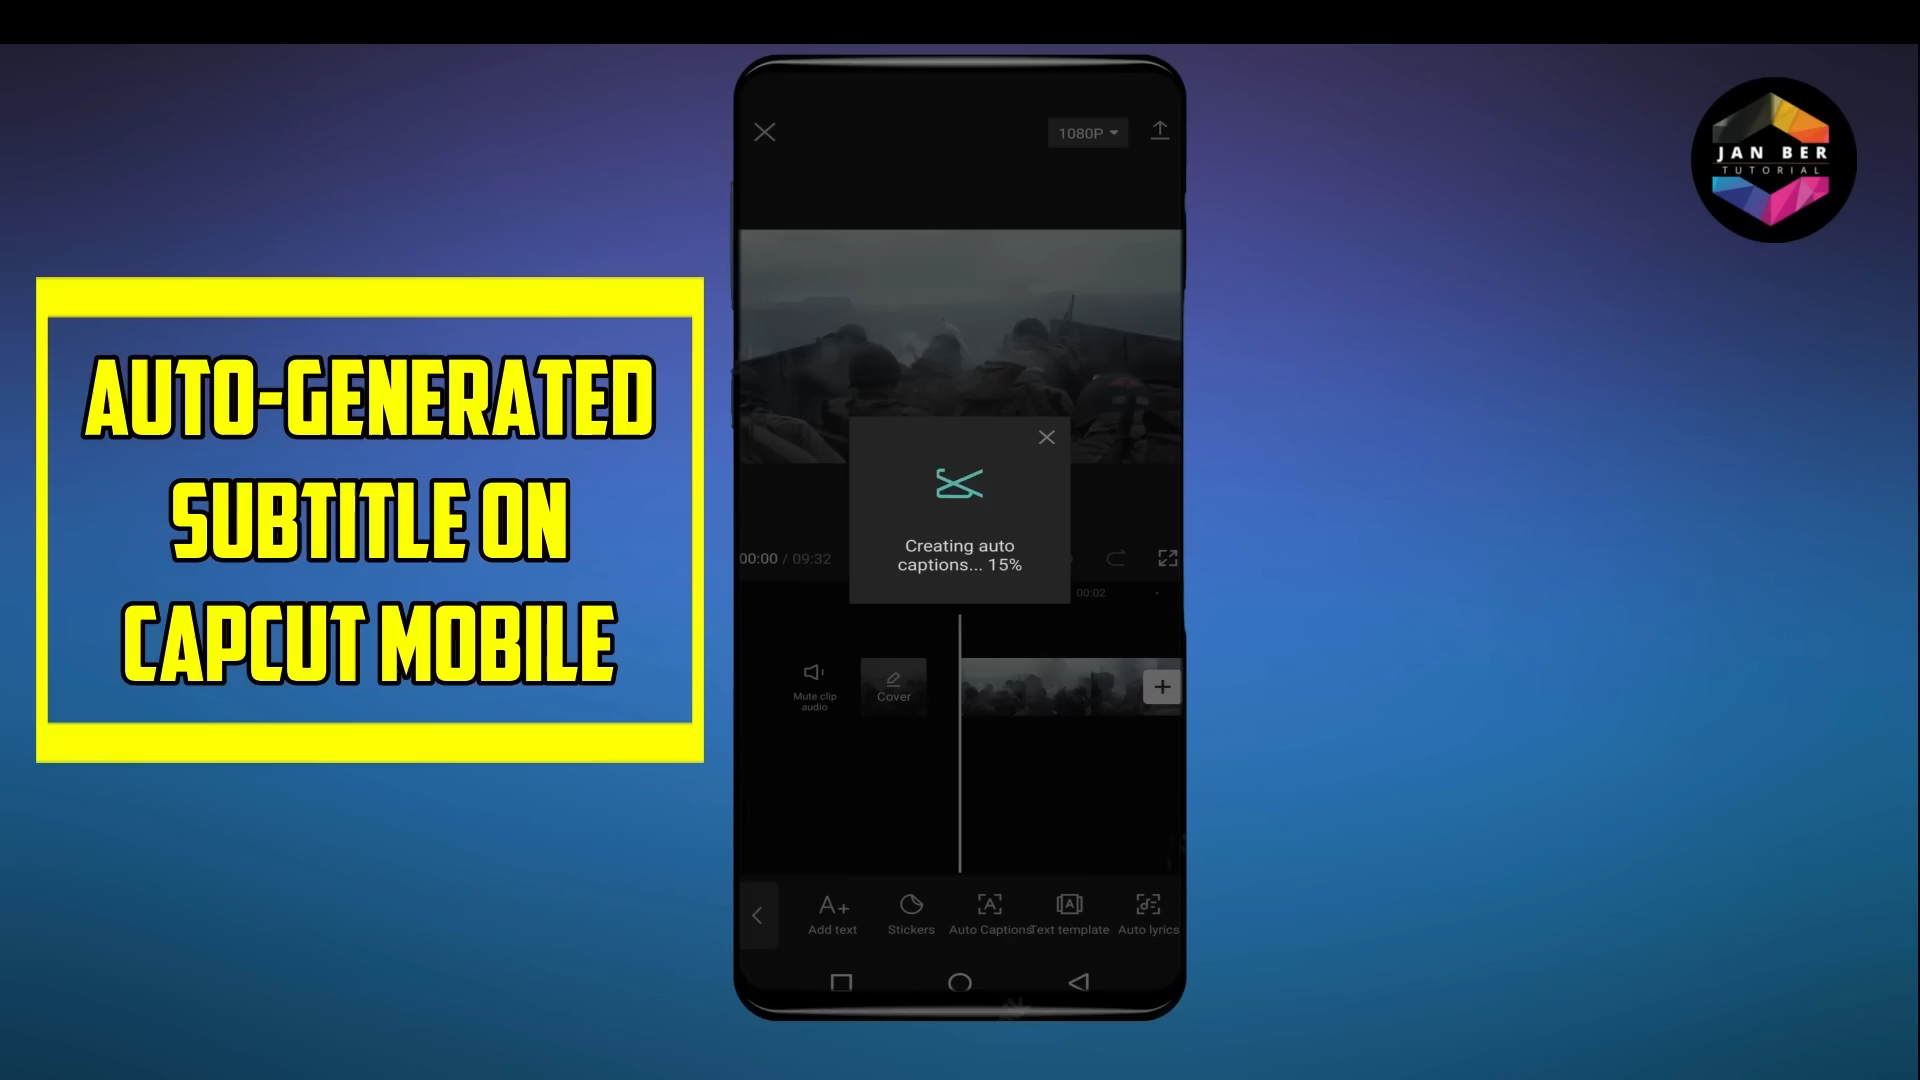 JAN BER
TUTORIAL
AUTO-GENERATED
SUBTITLE ON
CAPCUT MOBILE
1080P
Creating auto
captions... 15%
00:00 / 09:32
00:02
Mute clip
audio
Cover
Add text
Stickers
Auto Captions
Text template
Auto lyrics